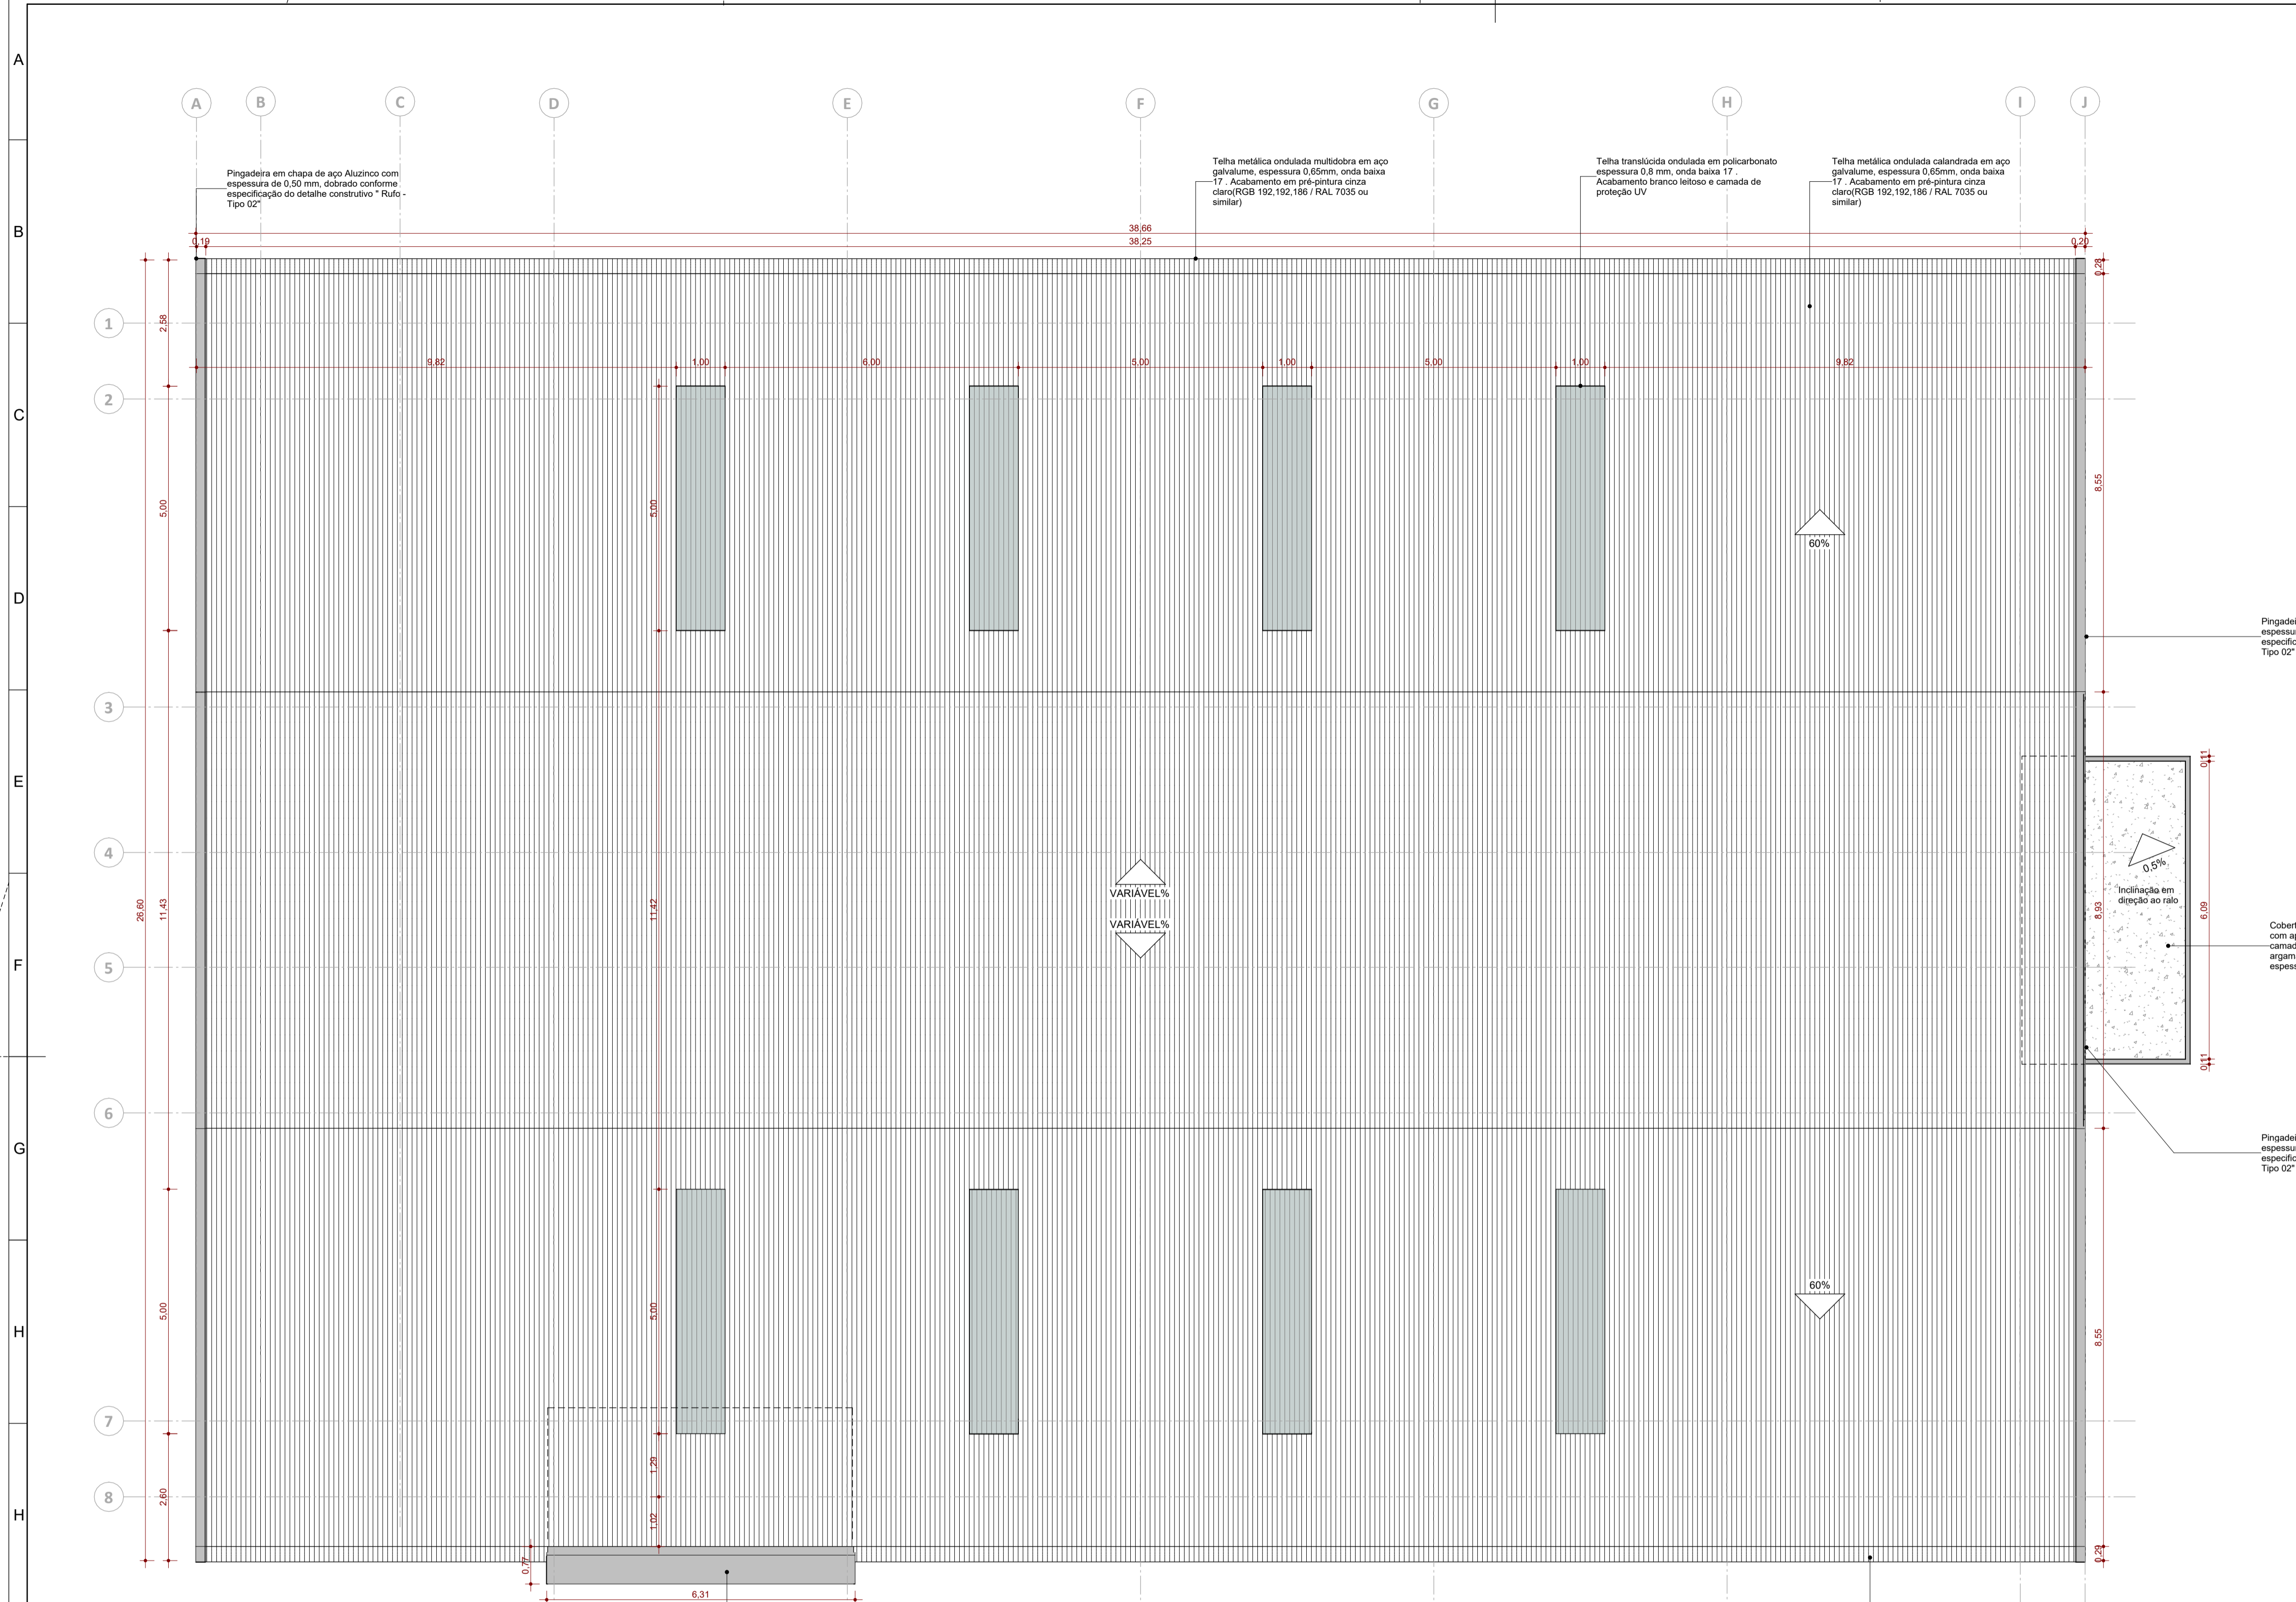 A
B
C
D
E
F
G
H
I
J
A
B
C
D
E
F
G
H
H
Pingadeira em chapa de aço Aluzinco com
espessura de 0,50 mm, dobrado conforme
especificação do detalhe construtivo " Rufo -
Tipo 02"
Telha metálica ondulada multidobra em aço
galvalume, espessura 0,65mm, onda baixa
17 . Acabamento em pré-pintura cinza
claro(RGB 192,192,186 / RAL 7035 ou
similar)
Telha translúcida ondulada em policarbonato
espessura 0,8 mm, onda baixa 17 .
Acabamento branco leitoso e camada de
proteção UV
Telha metálica ondulada calandrada em aço
galvalume, espessura 0,65mm, onda baixa
17 . Acabamento em pré-pintura cinza
claro(RGB 192,192,186 / RAL 7035 ou
similar)
38,66
0,19
38,25
0,20
0,28
1
2,58
9,82
1,00
6,00
5,00
1,00
5,00
1,00
9,82
2
5,00
5,00
8,55
60%
Pingadei
espessu
especific
Tipo 02"
3
0,11
4
0,5%
Inclinação em
direção ao ralo
VARIÁVEL%
VARIÁVEL%
26,60
11,43
11,42
8,93
6,09
Cobert
com ap
camad
argam
espess
5
0,11
6
Pingadei
espessu
especific
Tipo 02"
60%
5,00
5,00
8,55
7
1,29
8
2,60
1,02
0,29
0,77
6,31